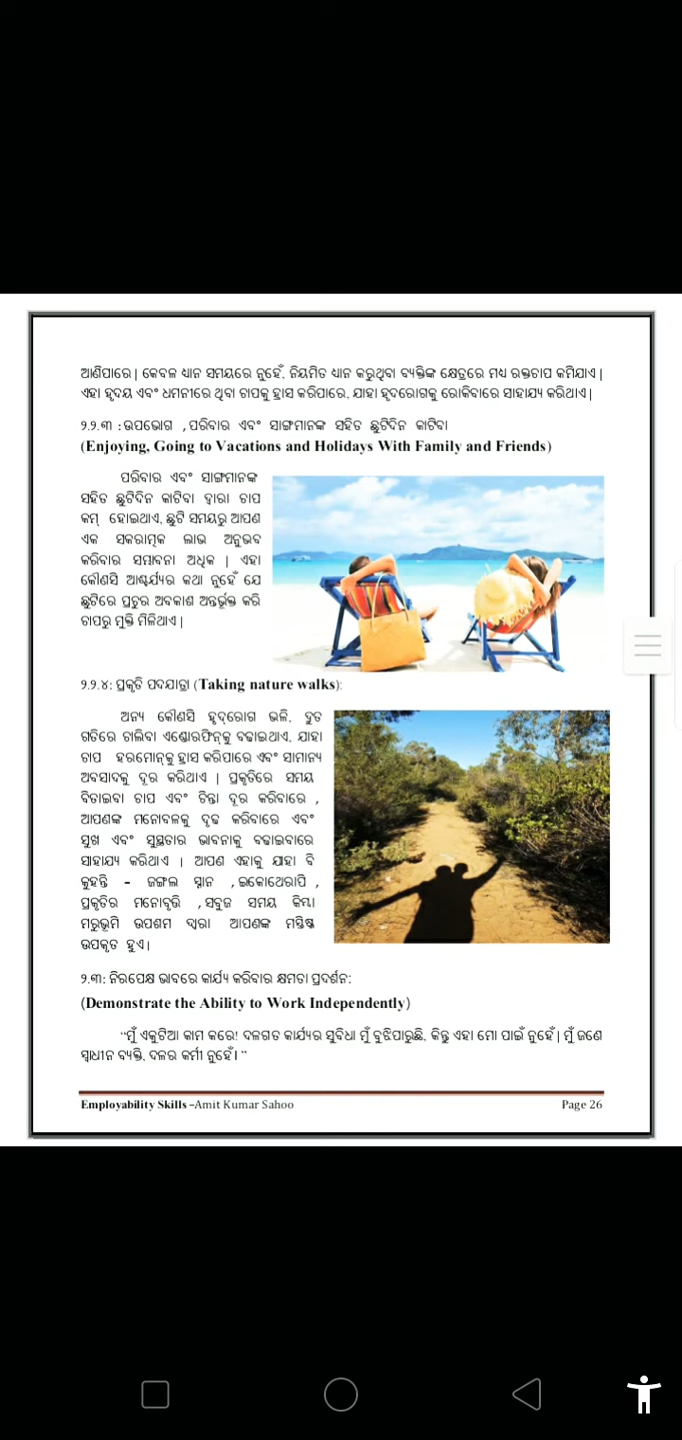 ଆଣିପାରେ | କେବଳ ଧ୍ୟାନ ସମୟରେ ନୁହେଁ, ନିୟମିତ ଧ୍ୟାନ କରୁଥିବା ବ୍ୟକ୍ତିଙ୍କ କ୍ଷେତ୍ରରେ ମଧ୍ୟ ରକ୍ତଚାପ କମିଯାଏ |
ଏହା ହୃଦୟ ଏବଂ ଧମନୀରେ ଥିବା ଚାପକୁ ହ୍ରାସ କରିପାରେ, ଯାହା ହୃଦରୋଗକୁ ରୋକିବାରେ ସାହାଯ୍ୟ କରିଥାଏ |
୨.୨.୩ : ଉପଭୋଗ , ପରିବାର ଏବଂ ସାଙ୍ଗମାନଙ୍କ ସହିତ ଛୁଟିଦିନ କାଟିବା
(Enjoying, Going to Vacations and Holidays With Family and Friends)
ପରିବାର ଏବଂ ସାଙ୍ଗମାନଙ୍କ
ସହିତ ଛୁଟିଦିନ କାଟିବା ଦ୍ୱାରା ଚାପ
କମ୍ ହୋଇଥାଏ, ଛୁଟି ସମୟରୁ ଆପଣ
ଏକ ସକରାତ୍ମକ ଲାଭ ଅନୁଭବ
କରିବାର ସମ୍ଭାବନା ଅଧିକ | ଏହା
କୌଣସି ଆଶ୍ଚର୍ଯ୍ୟର କଥା ନୁହେଁ ଯେ
ଛୁଟିରେ ପ୍ରଚୁର ଅବକାଶ ଅନ୍ତର୍ଭୁକ୍ତ କରି
ଚାପରୁ ମୁକ୍ତି ମିଳିଥାଏ |
୨.୨.୪: ପ୍ରକୃତି ପଦଯାତ୍ରା (Taking nature walks):
ଅନ୍ୟ କୌଣସି ହୃଦ୍‌ରୋଗ ଭଳି, ଦ୍ରୁତ
ଗତିରେ ଚାଲିବା ଏଣ୍ଡୋରଫିନ୍‌କୁ ବଢାଇଥାଏ, ଯାହା
ଚାପ ହରମୋନ୍‌କୁ ହ୍ରାସ କରିପାରେ ଏବଂ ସାମାନ୍ୟ
ଅବସାଦକୁ ଦୂର କରିଥାଏ | ପ୍ରକୃତିରେ ସମୟ
ବିତାଇବା ଚାପ ଏବଂ ଚିନ୍ତା ଦୂର କରିବାରେ ,
ଆପଣଙ୍କ ମନୋବଳକୁ ଦୃଢ କରିବାରେ ଏବଂ
ସୁଖ ଏବଂ ସୁସ୍ଥତାର ଭାବନାକୁ ବଢାଇବାରେ
ସାହାଯ୍ୟ କରିଥାଏ | ଆପଣ ଏହାକୁ ଯାହା ବି
କୁହନ୍ତି – ଜଙ୍ଗଲ ସ୍ନାନ , ଇକୋଥେରାପି ,
ପ୍ରକୃତିର ମନୋବୃତ୍ତି , ସବୁଜ ସମୟ କିମ୍ଭା
ମରୁଭୂମି ଉପଶମ ଦ୍ୱାରା ଆପଣଙ୍କ ମସ୍ତିଷ୍କ
ଉପକୃତ ହୁଏ|
୨.୩: ନିରପେକ୍ଷ ଭାବରେ କାର୍ଯ୍ୟ କରିବାର କ୍ଷମତା ପ୍ରଦର୍ଶନ:
(Demonstrate the Ability to Work Independently)
“ମୁଁ ଏକୁଟିଆ କାମ କରେ! ଦଳଗତ କାର୍ଯ୍ୟର ସୁବିଧା ମୁଁ ବୁଝିପାରୁଛି, କିନ୍ତୁ ଏହା ମୋ ପାଇଁ ନୁହେଁ | ମୁଁ ଜଣେ
ସ୍ୱାଧୀନ ବ୍ୟକ୍ତି, ଦଳର କର୍ମୀ ନୁହେଁ। ”
Employability Skills –Amit Kumar Sahoo Page 26